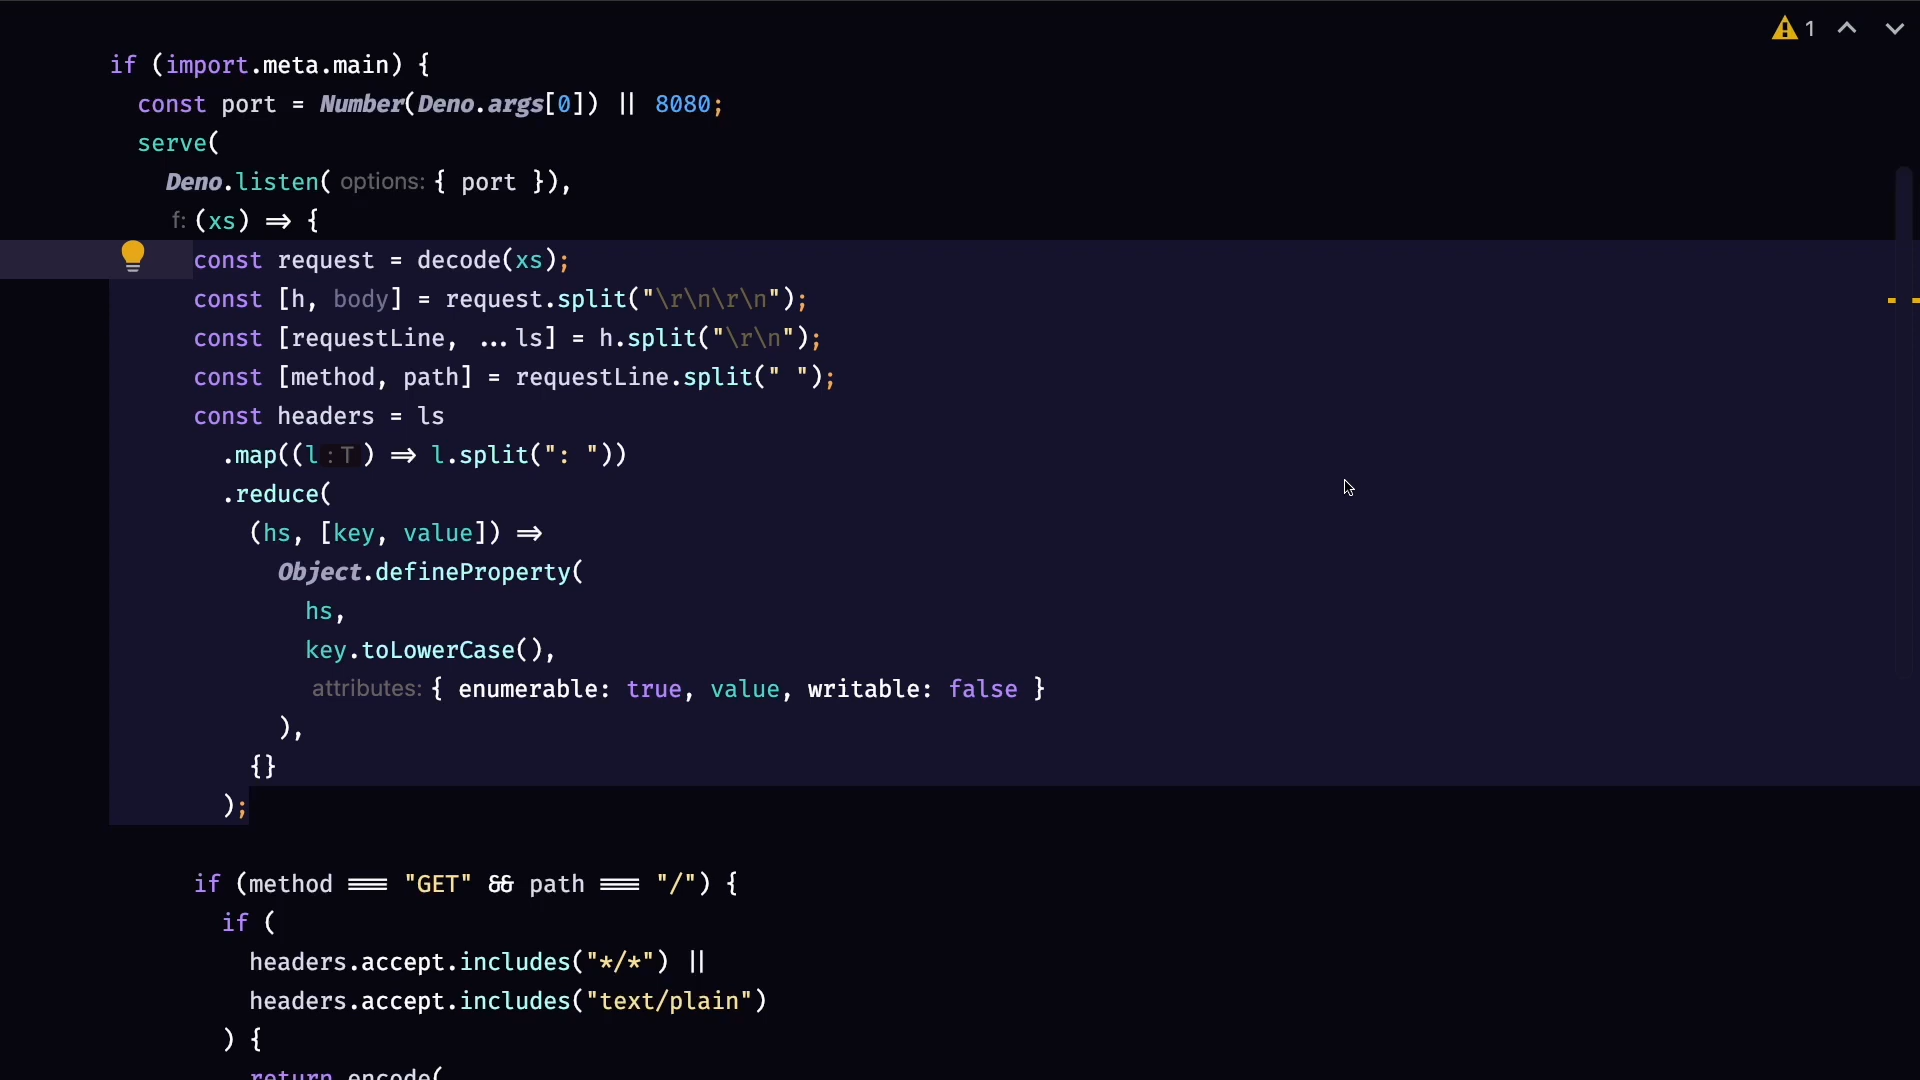 1
if (import.meta.main) {
const port = Number(Deno.args[0]) || 8080;
serve(
Deno.listen( options: { port }),
f: (xs) => {
const request = decode(xs);
const [h, body] = request.split("\r\n\r\n");
const [requestLine, ...ls] = h.split("\r\n");
const [method, path] = requestLine.split(" ");
const headers = ls
.map((l : T ) => l.split(": "))
.reduce(
(hs, [key, value]) =>
Object.defineProperty(
hs,
key.toLowerCase(),
attributes: { enumerable: true, value, writable: false }
),
{}
);
if (method === "GET" && path === "/") {
if (
headers.accept.includes("*/*") ||
headers.accept.includes("text/plain")
) {
return encode(